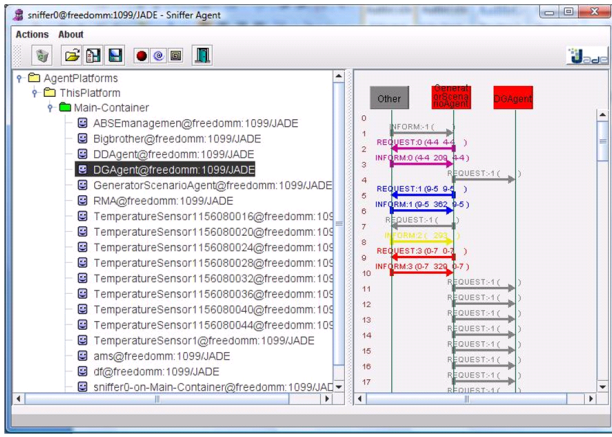 sniffer0@freedomm:1099/JADE - Sniffer Agent
Actions About
Jade
AgentPlatforms
ThisPlatform
Main-Container
ABSEmanagemen@freedomm:1099/JADE
Bigbrother@freedomm:1099/JADE
DDAgent@freedomm:1099/JADE
DGAgent@freedomm:1099/JADE
GeneratorScenarioAgent@freedomm:1099/JADE
RMA@freedomm:1099/JADE
TemperatureSensor1156080016@freedomm:109
TemperatureSensor1156080020@freedomm:109
TemperatureSensor1156080024@freedomm:109
TemperatureSensor1156080028@freedomm:109
TemperatureSensor1156080032@freedomm:109
TemperatureSensor1156080036@freedomm:109
TemperatureSensor1156080040@freedomm:109
TemperatureSensor1156080044@freedomm:109
TemperatureSensor1@freedomm:1099/JADE
ams@freedomm:1099/JADE
df@freedomm:1099/JADE
sniffer0-on-Main-Container@freedomm:1099/JAD
Other
Generat
orScena
rioAgent
DGAgent
0
INFORM:-1 ( )
1
REQUEST:0 (4-4 4-4 )
2
INFORM:0 (4-4 209 4-4 )
3
REQUEST:-1 ( )
4
REQUEST:1 (9-5 9-5 )
5
INFORM:1 (9-5 362 9-5 )
6
REQUEST:-1 ( )
7
INFORM:2 ( 203 )
8
REQUEST:3 (0-7 0-7 )
9
INFORM:3 (0-7 329 0-7 )
10
REQUEST:-1 ( )
11
REQUEST:-1 ( )
12
REQUEST:-1 ( )
13
REQUEST:-1 ( )
14
REQUEST:-1 ( )
15
REQUEST:-1 ( )
16
REQUEST:-1 ( )
17
REQUEST:-1 ( )